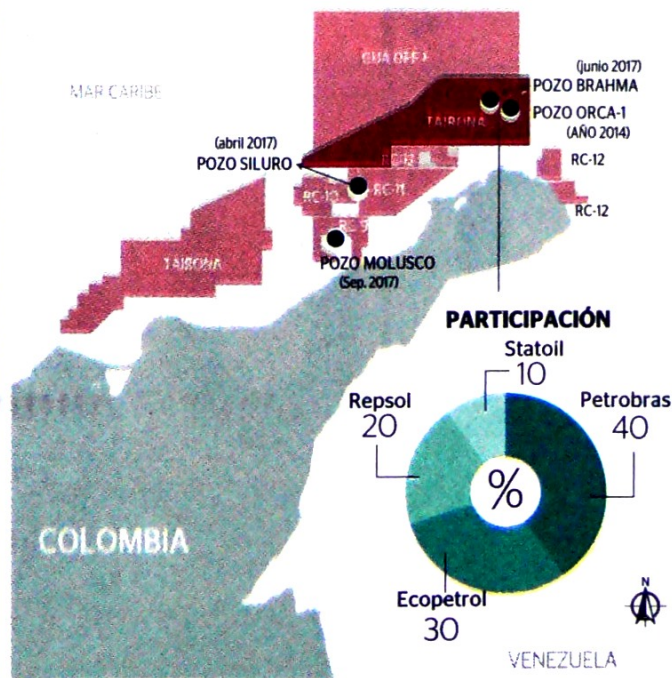 GUA OFF 1
MAR CARIBE
(junio 2017)
POZO BRAHMA
TAIRONA
POZO ORCA-1
(AÑO 2014)
(abril 2017)
POZO SILURO
RC-12
RC-12
RC-10
RC-11
RC-12
RC-9
TAIRONA
POZO MOLUSCO
(Sep. 2017)
PARTICIPACIÓN
Statoil
10
Repsol
20
Petrobras
40
%
COLOMBIA
Ecopetrol
30
N
VENEZUELA